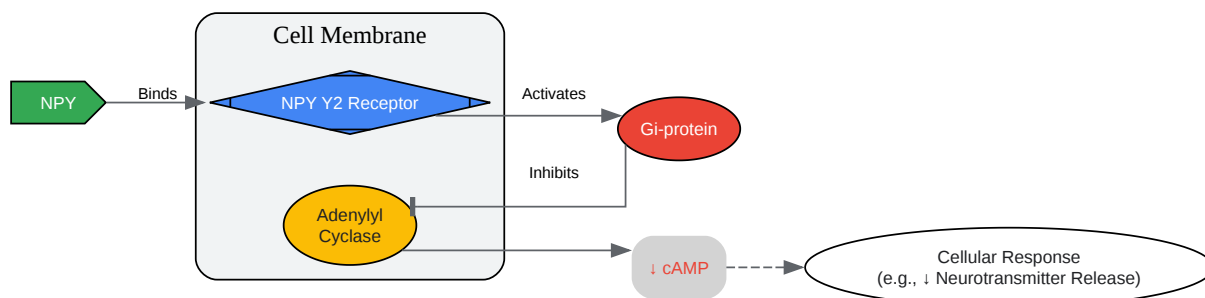 Cell Membrane
NPY
Binds
NPY Y2 Receptor
Activates
Gi-protein
Inhibits
Adenylyl
Cyclase
↓ cAMP
Cellular Response
(e.g., ↓ Neurotransmitter Release)